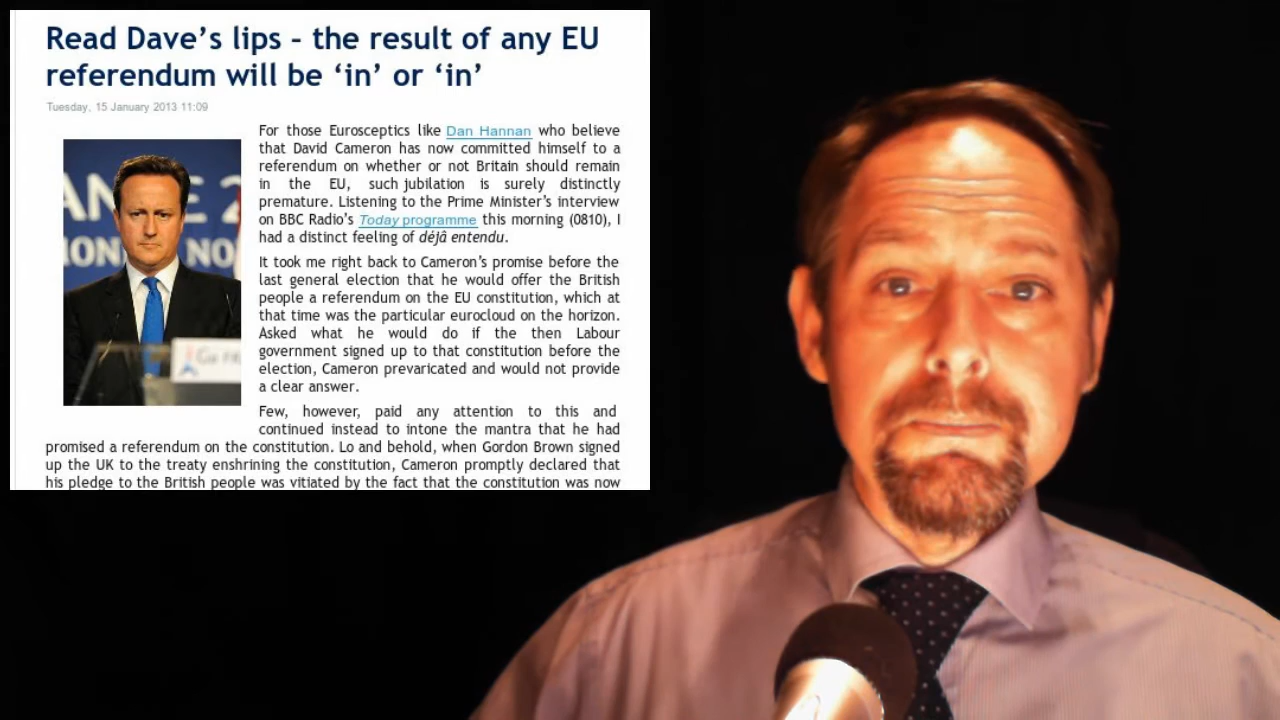 Read Dave’s lips – the result of any EU
referendum will be ‘in’ or ‘in’
Tuesday, 15 January 2013 11:09
For those Eurosceptics like Dan Hannan who believe
that David Cameron has now committed himself to a
referendum on whether or not Britain should remain
in the EU, such jubilation is surely distinctly
premature. Listening to the Prime Minister’s interview
on BBC Radio’s Today programme this morning (0810), I
had a distinct feeling of déjâ entendu.
It took me right back to Cameron’s promise before the
last general election that he would offer the British
people a referendum on the EU constitution, which at
that time was the particular eurocloud on the horizon.
Asked what he would do if the then Labour
government signed up to that constitution before the
election, Cameron prevaricated and would not provide
a clear answer.
Few, however, paid any attention to this and
continued instead to intone the mantra that he had
promised a referendum on the constitution. Lo and behold, when Gordon Brown signed
up the UK to the treaty enshrining the constitution, Cameron promptly declared that
his pledge to the British people was vitiated by the fact that the constitution was now